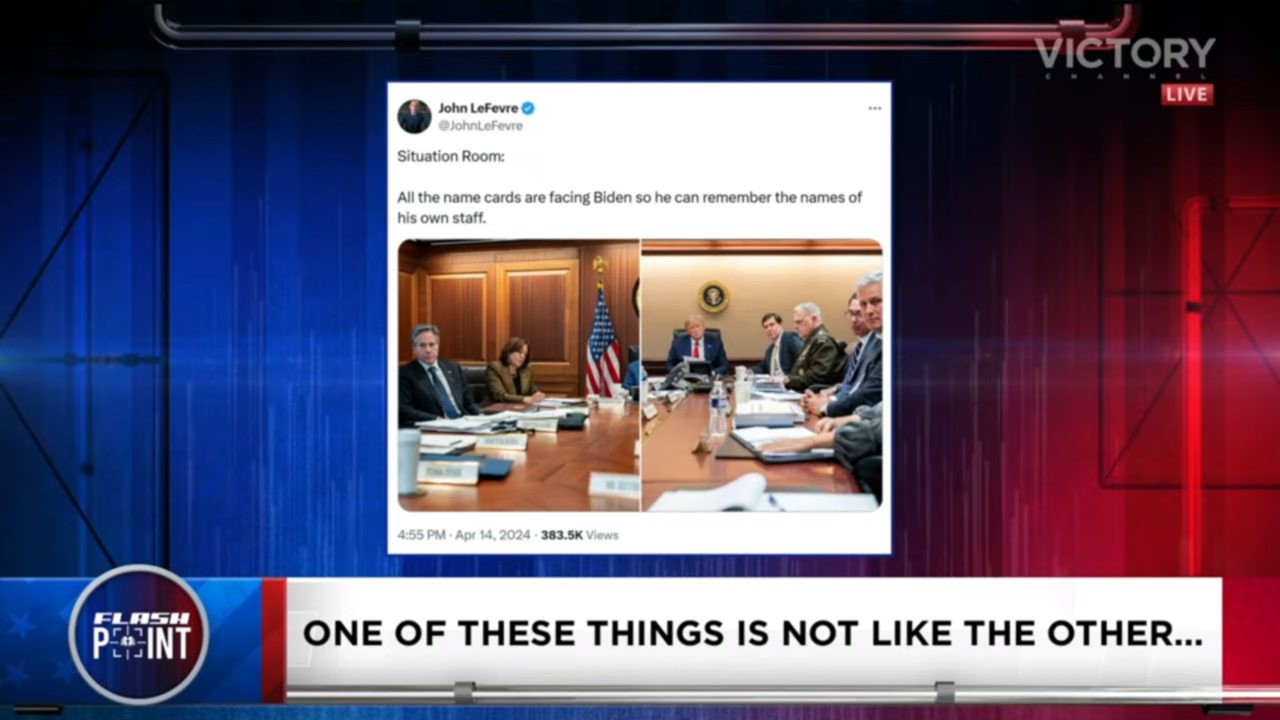 VICTORY
CHANNEL
LIVE
John LeFevre
@JohnLeFevre
Situation Room:
All the name cards are facing Biden so he can remember the names of
his own staff.
4:55 PM · Apr 14, 2024 · 383.5K Views
FLASH
POINT
ONE OF THESE THINGS IS NOT LIKE THE OTHER...